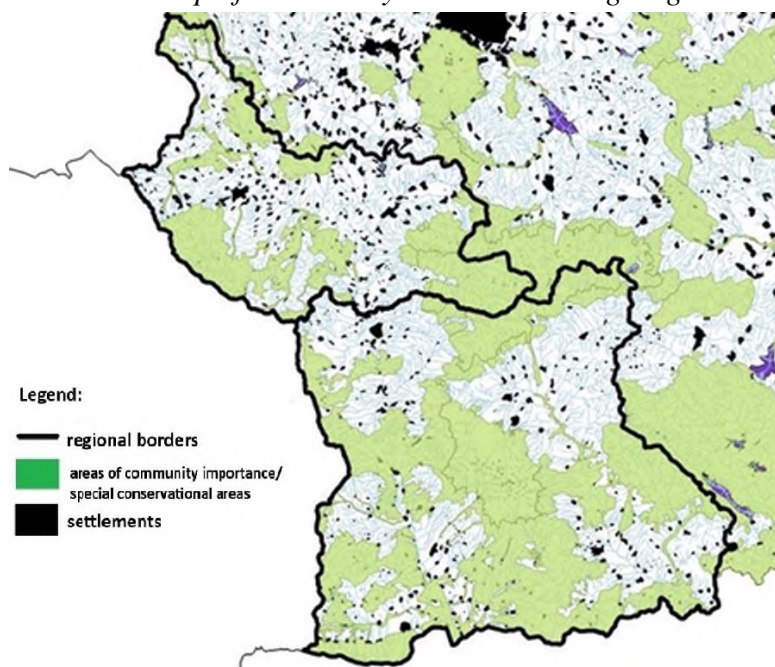 Legend:
regional borders
areas of community importance/
special conservational areas
settlements